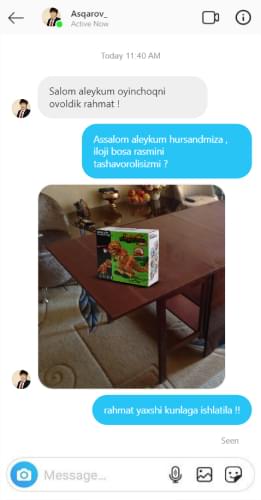 Asqarov_
Active Now
Today 11:40 AM
Salom aleykum oyinchoqni
ovoldik rahmat !
Assalom aleykum hursandmiza ,
iloji bosa rasmini
tashavorolisizmi ?
rahmat yaxshi kunlaga ishlatila !!
Seen
Message...